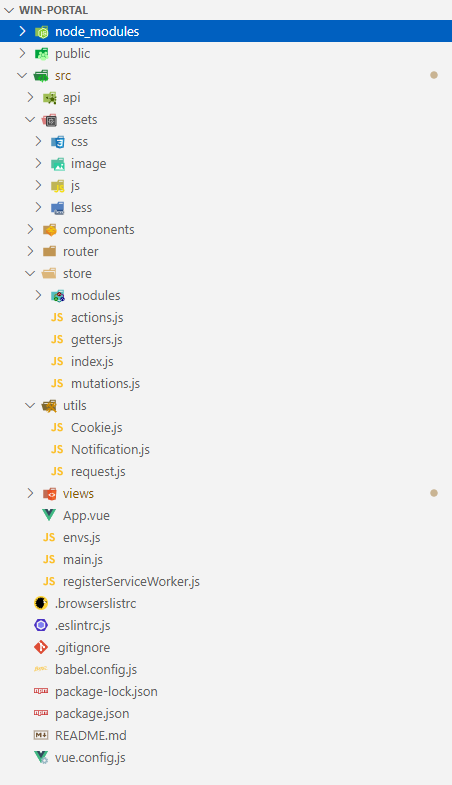 WIN-PORTAL
node_modules
public
src
api
assets
css
image
js
less
components
router
store
modules
JS actions.js
JS getters.js
JS index.js
JS mutations.js
utils
JS Cookie.js
JS Notification.js
JS request.js
views
App.vue
JS envs.js
JS main.js
JS registerServiceWorker.js
.browserslistrc
.eslintrc.js
.gitignore
babel.config.js
package-lock.json
package.json
README.md
vue.config.js